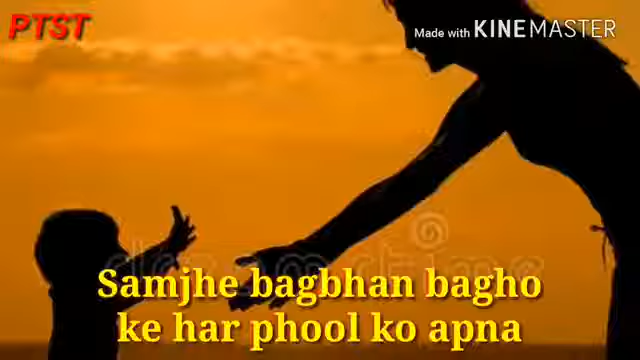 PTST
Made with KINEMASTER
Samjhe bagbhan bagho
ke har phool ko apna